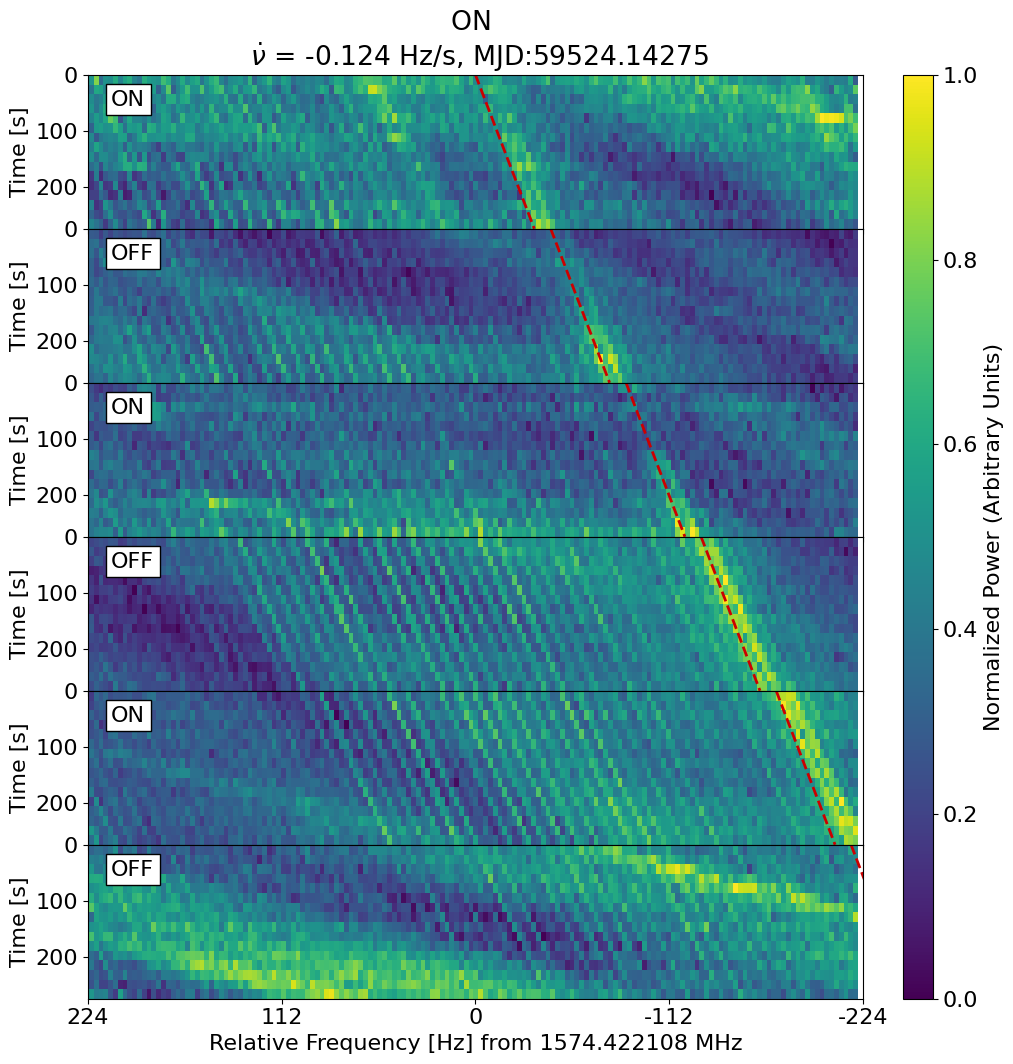 ON
ν̇ = -0.124 Hz/s, MJD:59524.14275
0
100
200
Time [s]
ON
0
100
200
Time [s]
OFF
0
100
200
Time [s]
ON
0
100
200
Time [s]
OFF
0
100
200
Time [s]
ON
0
100
200
Time [s]
OFF
224 112 0 -112 -224
Relative Frequency [Hz] from 1574.422108 MHz
1.0
0.8
0.6
0.4
0.2
0.0
Normalized Power (Arbitrary Units)